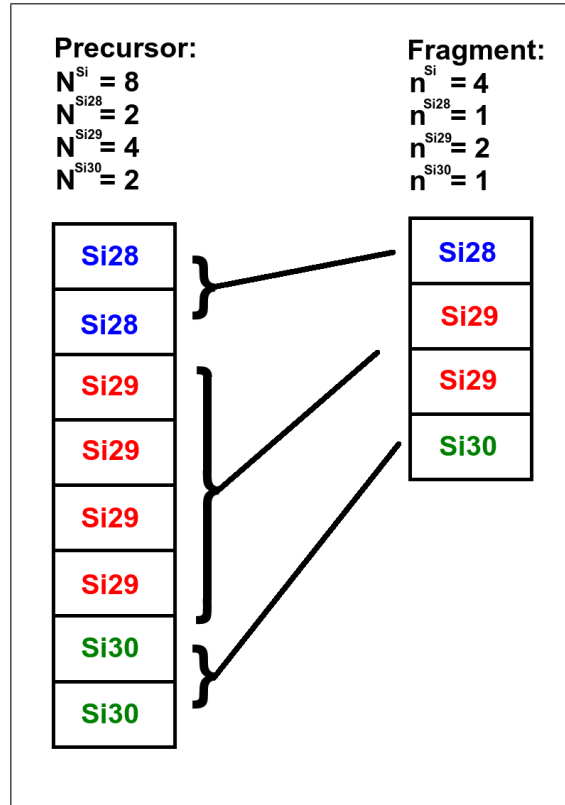 Precursor:
N^Si = 8
N^Si28 = 2
N^Si29 = 4
N^Si30 = 2
Si28
Si28
Si29
Si29
Si29
Si29
Si30
Si30
Fragment:
n^Si = 4
n^Si28 = 1
n^Si29 = 2
n^Si30 = 1
Si28
Si29
Si29
Si30